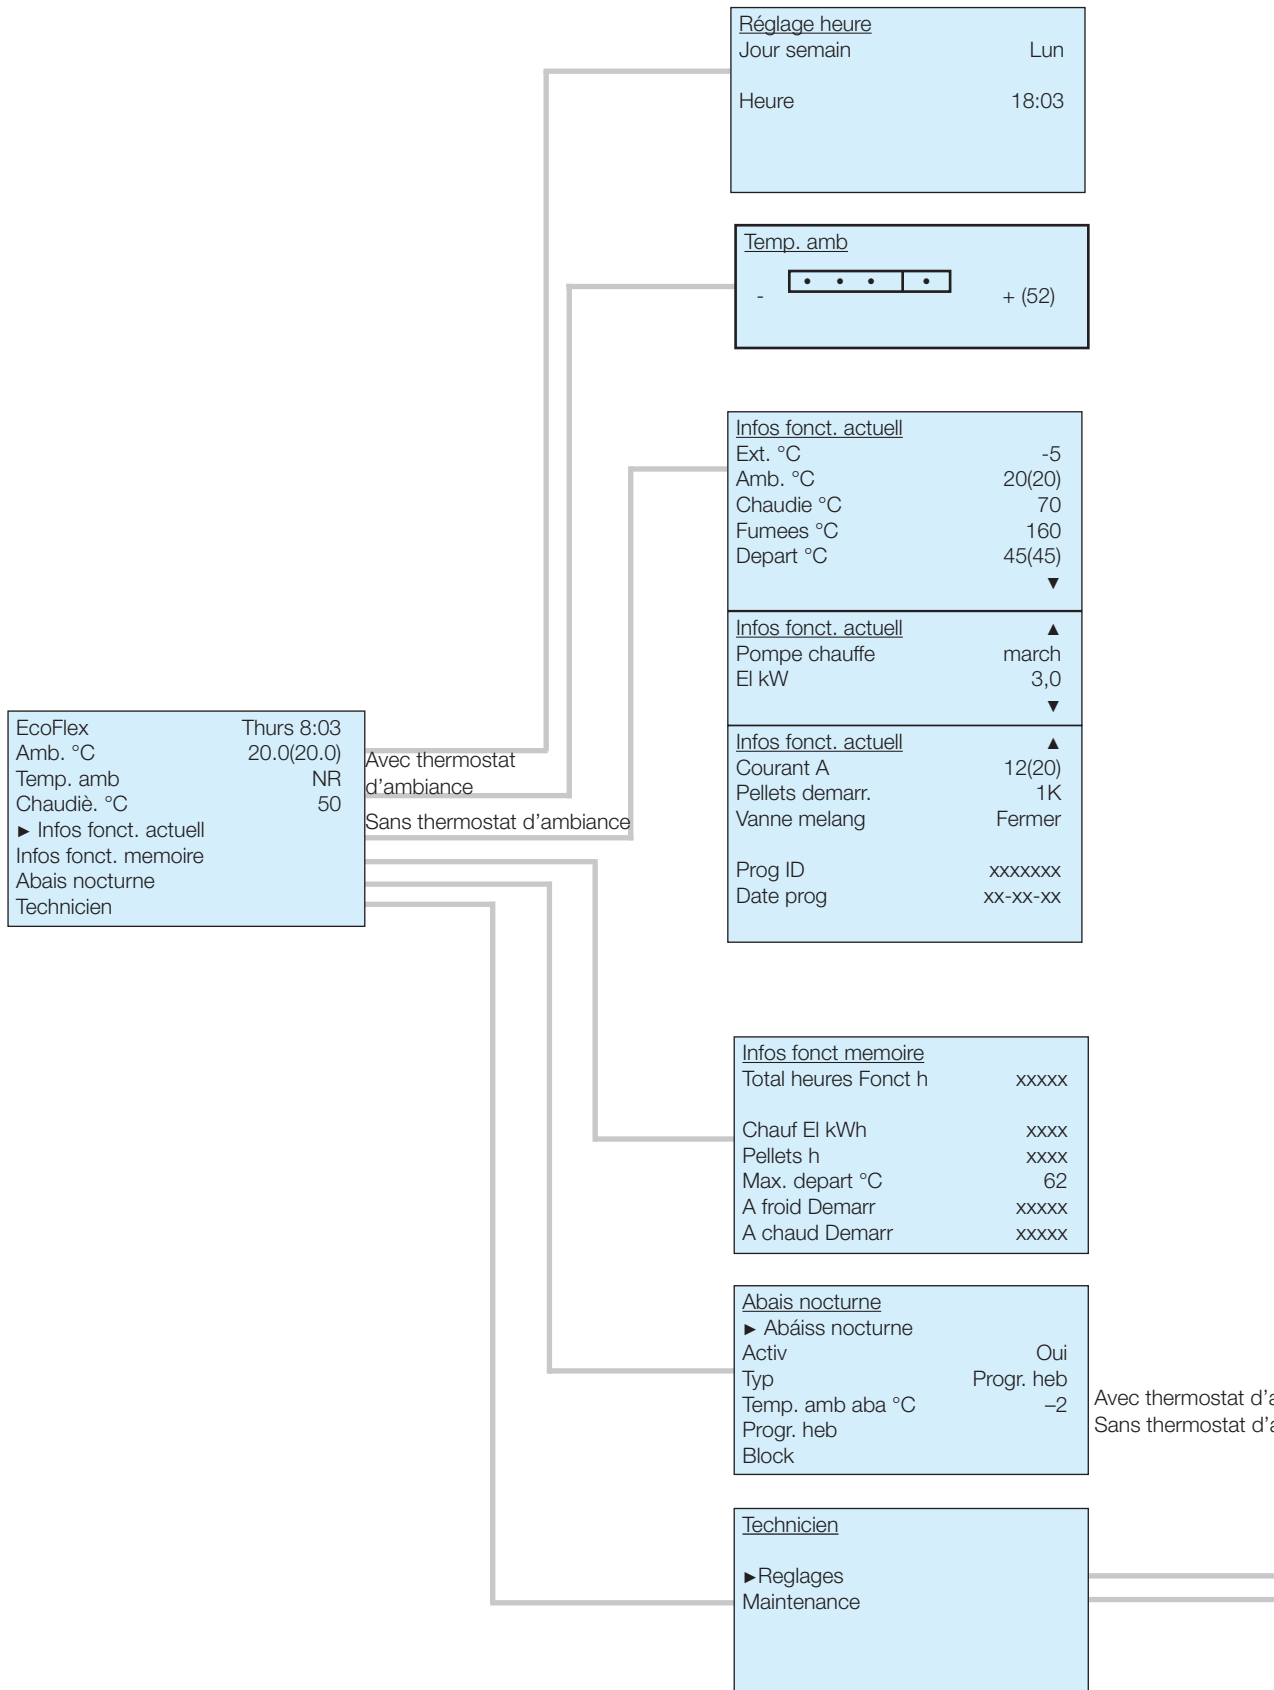 Réglage heure
Jour semain Lun
Heure 18:03
Temp. amb
- + (52)
Infos fonct. actuell
Ext. °C -5
Amb. °C 20(20)
Chaudie °C 70
Fumees °C 160
Depart °C 45(45)
▼
Infos fonct. actuell ▲
Pompe chauffe march
El kW 3,0
▼
Infos fonct. actuell ▲
Courant A 12(20)
Pellets demarr. 1K
Vanne melang Fermer
Prog ID xxxxxxx
Date prog xx-xx-xx
EcoFlex Thurs 8:03
Amb. °C 20.0(20.0)
Temp. amb NR
Chaudiè. °C 50
► Infos fonct. actuell
Infos fonct. memoire
Abais nocturne
Technicien
Avec thermostat
d’ambiance
Sans thermostat d’ambiance
Infos fonct memoire
Total heures Fonct h xxxxx
Chauf El kWh xxxx
Pellets h xxxx
Max. depart °C 62
A froid Demarr xxxxx
A chaud Demarr xxxxx
Abais nocturne
► Abáiss nocturne
Activ Oui
Typ Progr. heb
Temp. amb aba °C –2
Progr. heb
Block
Avec thermostat d’a
Sans thermostat d’a
Technicien
►Reglages
Maintenance